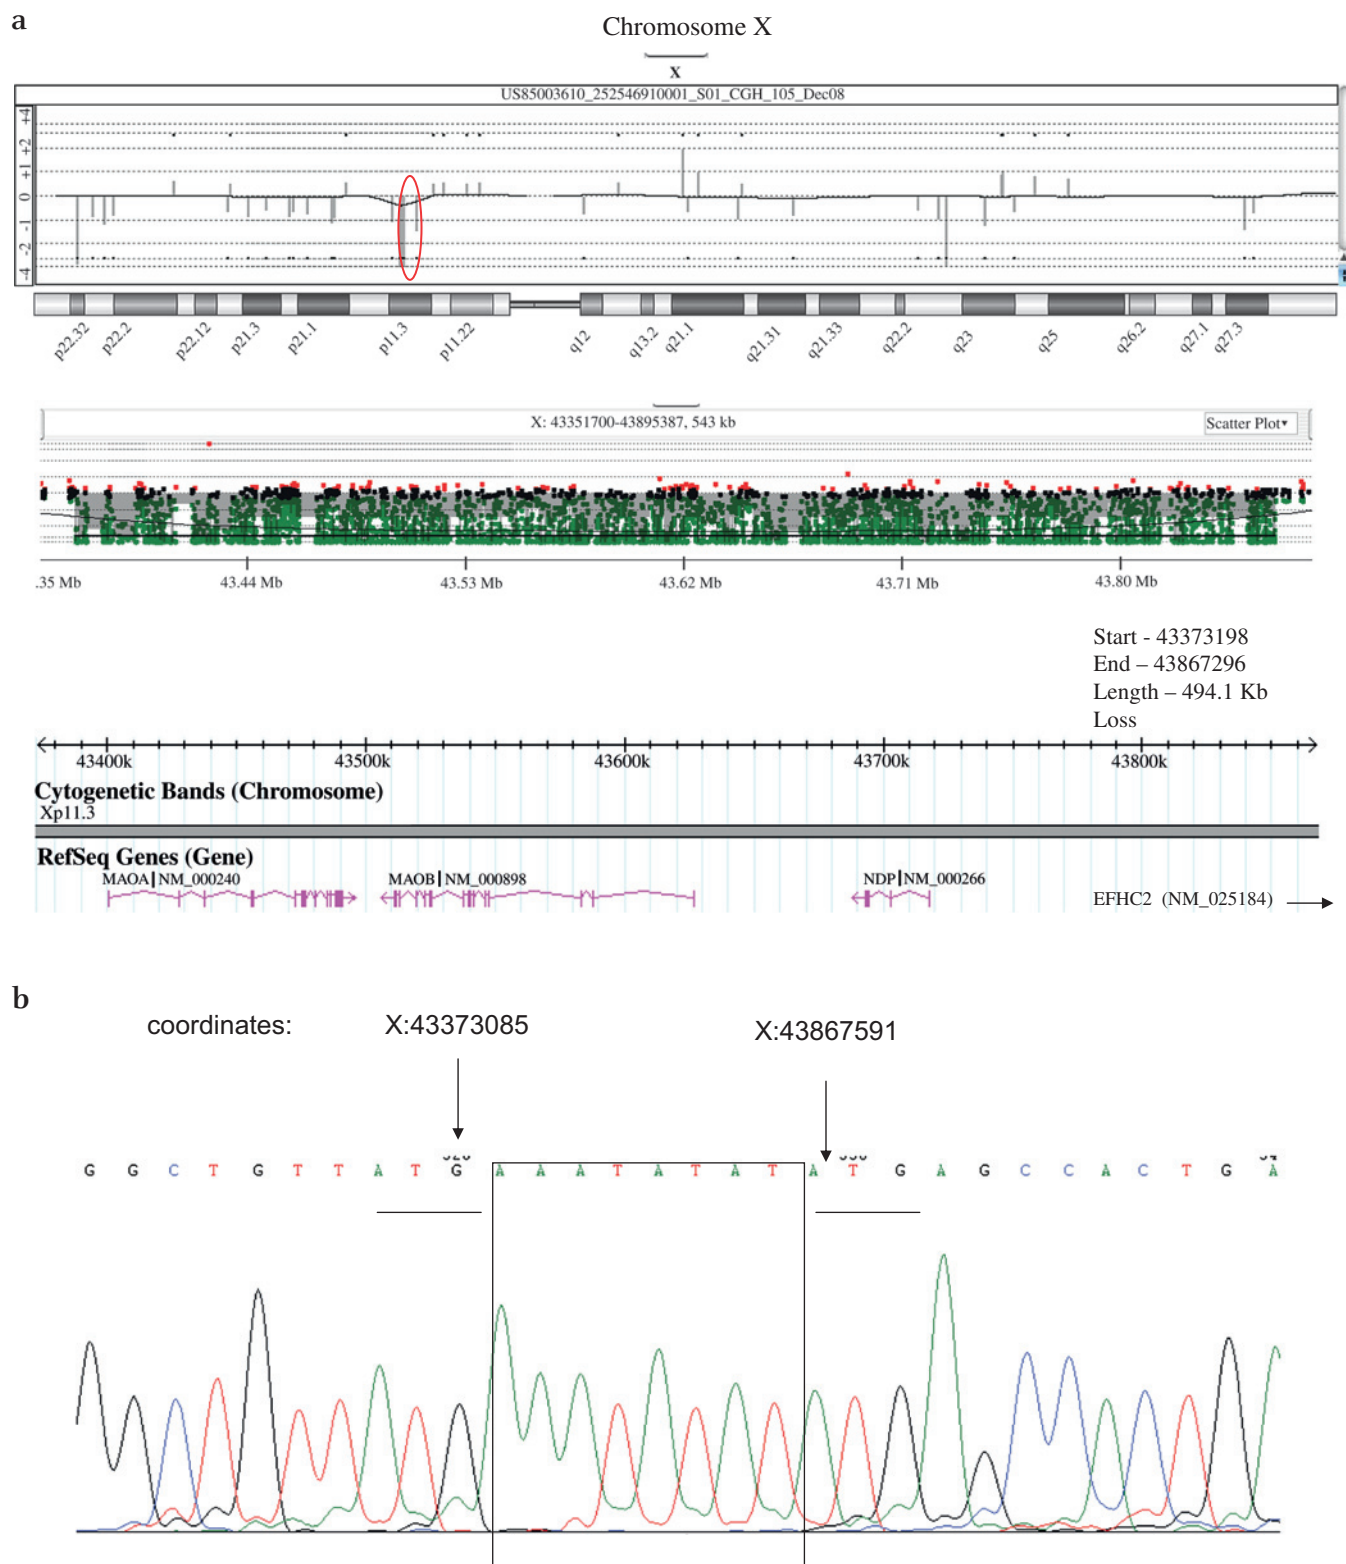 a
Chromosome X
X
US85003610_252546910001_S01_CGH_105_Dec08
+4
+2
+1
0
-1
-2
-4
p22.32 p22.2 p22.12 p21.3 p21.1 p11.3 p11.22 q12 q13.2 q21.1 q21.31 q21.33 q22.2 q23 q25 q26.2 q27.1 q27.3
X: 43351700-43895387, 543 kb
Scatter Plot▾
.35 Mb 43.44 Mb 43.53 Mb 43.62 Mb 43.71 Mb 43.80 Mb
Start - 43373198
End – 43867296
Length – 494.1 Kb
Loss
43400k 43500k 43600k 43700k 43800k
Cytogenetic Bands (Chromosome)
Xp11.3
RefSeq Genes (Gene)
MAOA|NM_000240 MAOB|NM_000898 NDP|NM_000266
EFHC2 (NM_025184)
b
coordinates: X:43373085 X:43867591
G G C T G T T A T G A A A T A T A T A T G A G C C A C T G A